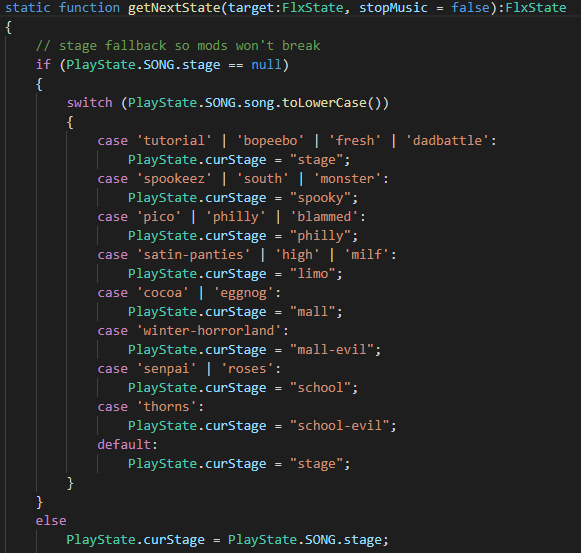 static function getNextState(target:FlxState, stopMusic = false):FlxState
{
// stage fallback so mods won't break
if (PlayState.SONG.stage == null)
{
switch (PlayState.SONG.song.toLowerCase())
{
case 'tutorial' | 'bopeebo' | 'fresh' | 'dadbattle':
PlayState.curStage = "stage";
case 'spookeez' | 'south' | 'monster':
PlayState.curStage = "spooky";
case 'pico' | 'philly' | 'blammed':
PlayState.curStage = "philly";
case 'satin-panties' | 'high' | 'milf':
PlayState.curStage = "limo";
case 'cocoa' | 'eggnog':
PlayState.curStage = "mall";
case 'winter-horrorland':
PlayState.curStage = "mall-evil";
case 'senpai' | 'roses':
PlayState.curStage = "school";
case 'thorns':
PlayState.curStage = "school-evil";
default:
PlayState.curStage = "stage";
}
}
else
PlayState.curStage = PlayState.SONG.stage;